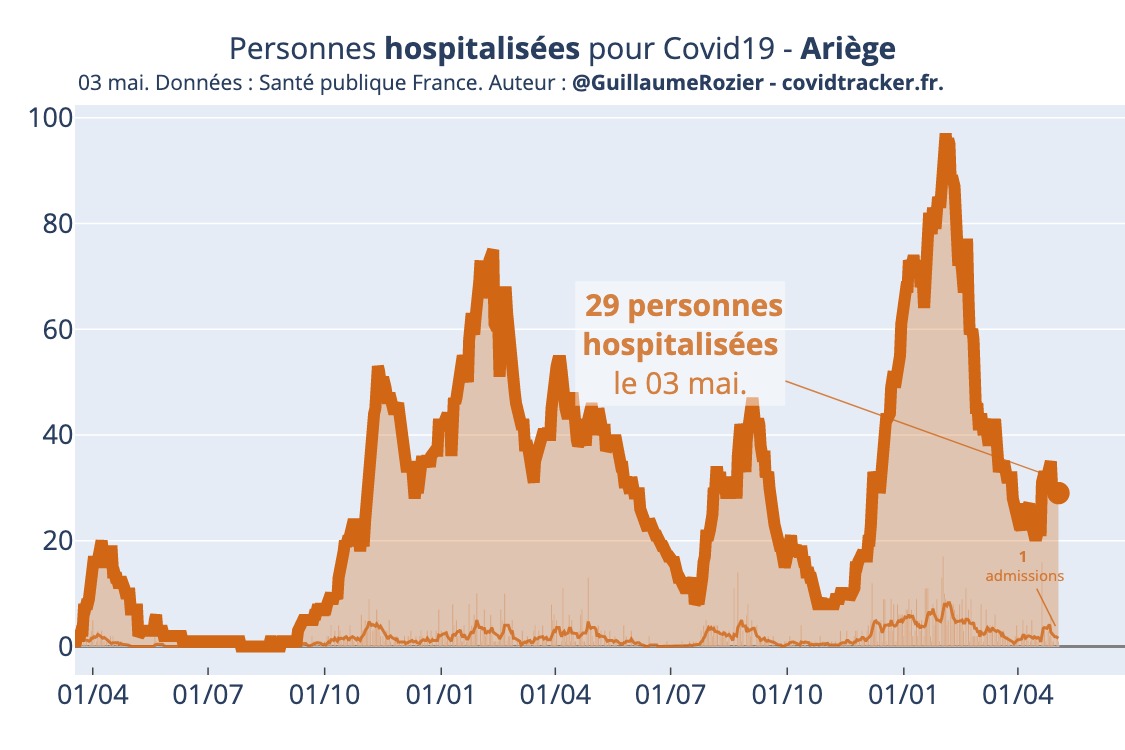 Personnes hospitalisées pour Covid19 - Ariège
03 mai. Données : Santé publique France. Auteur : @GuillaumeRozier - covidtracker.fr.
100
80
60
40
20
0
29 personnes
hospitalisées
le 03 mai.
1
admissions
01/04 01/07 01/10 01/01 01/04 01/07 01/10 01/01 01/04